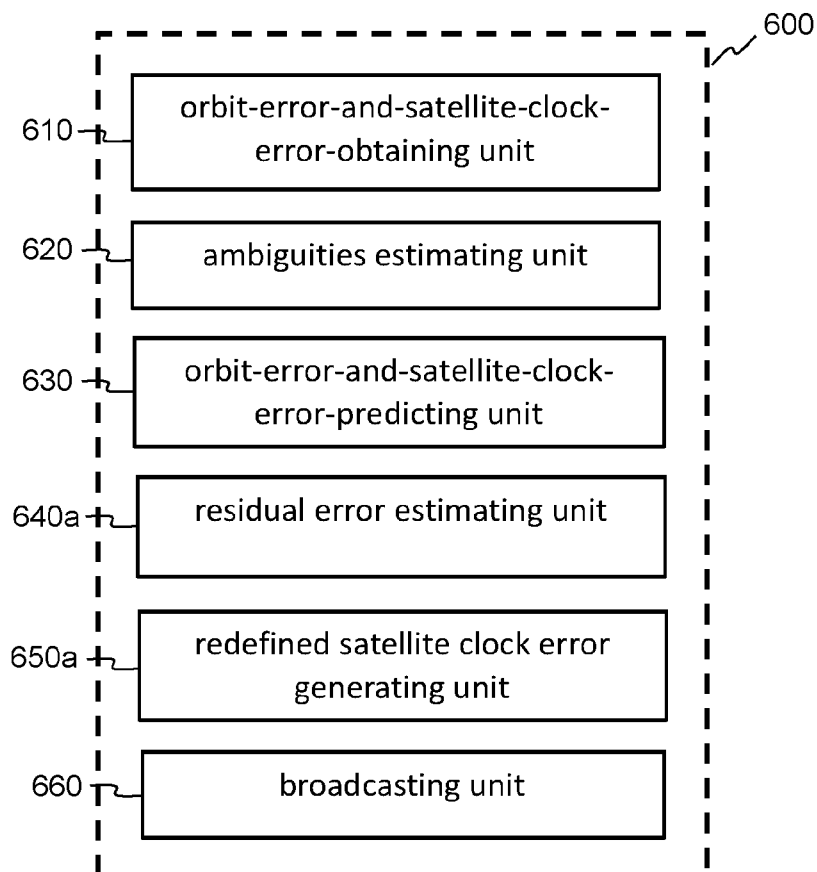 600
610
orbit-error-and-satellite-clock-
error-obtaining unit
620
ambiguities estimating unit
630
orbit-error-and-satellite-clock-
error-predicting unit
640a
residual error estimating unit
650a
redefined satellite clock error
generating unit
660
broadcasting unit